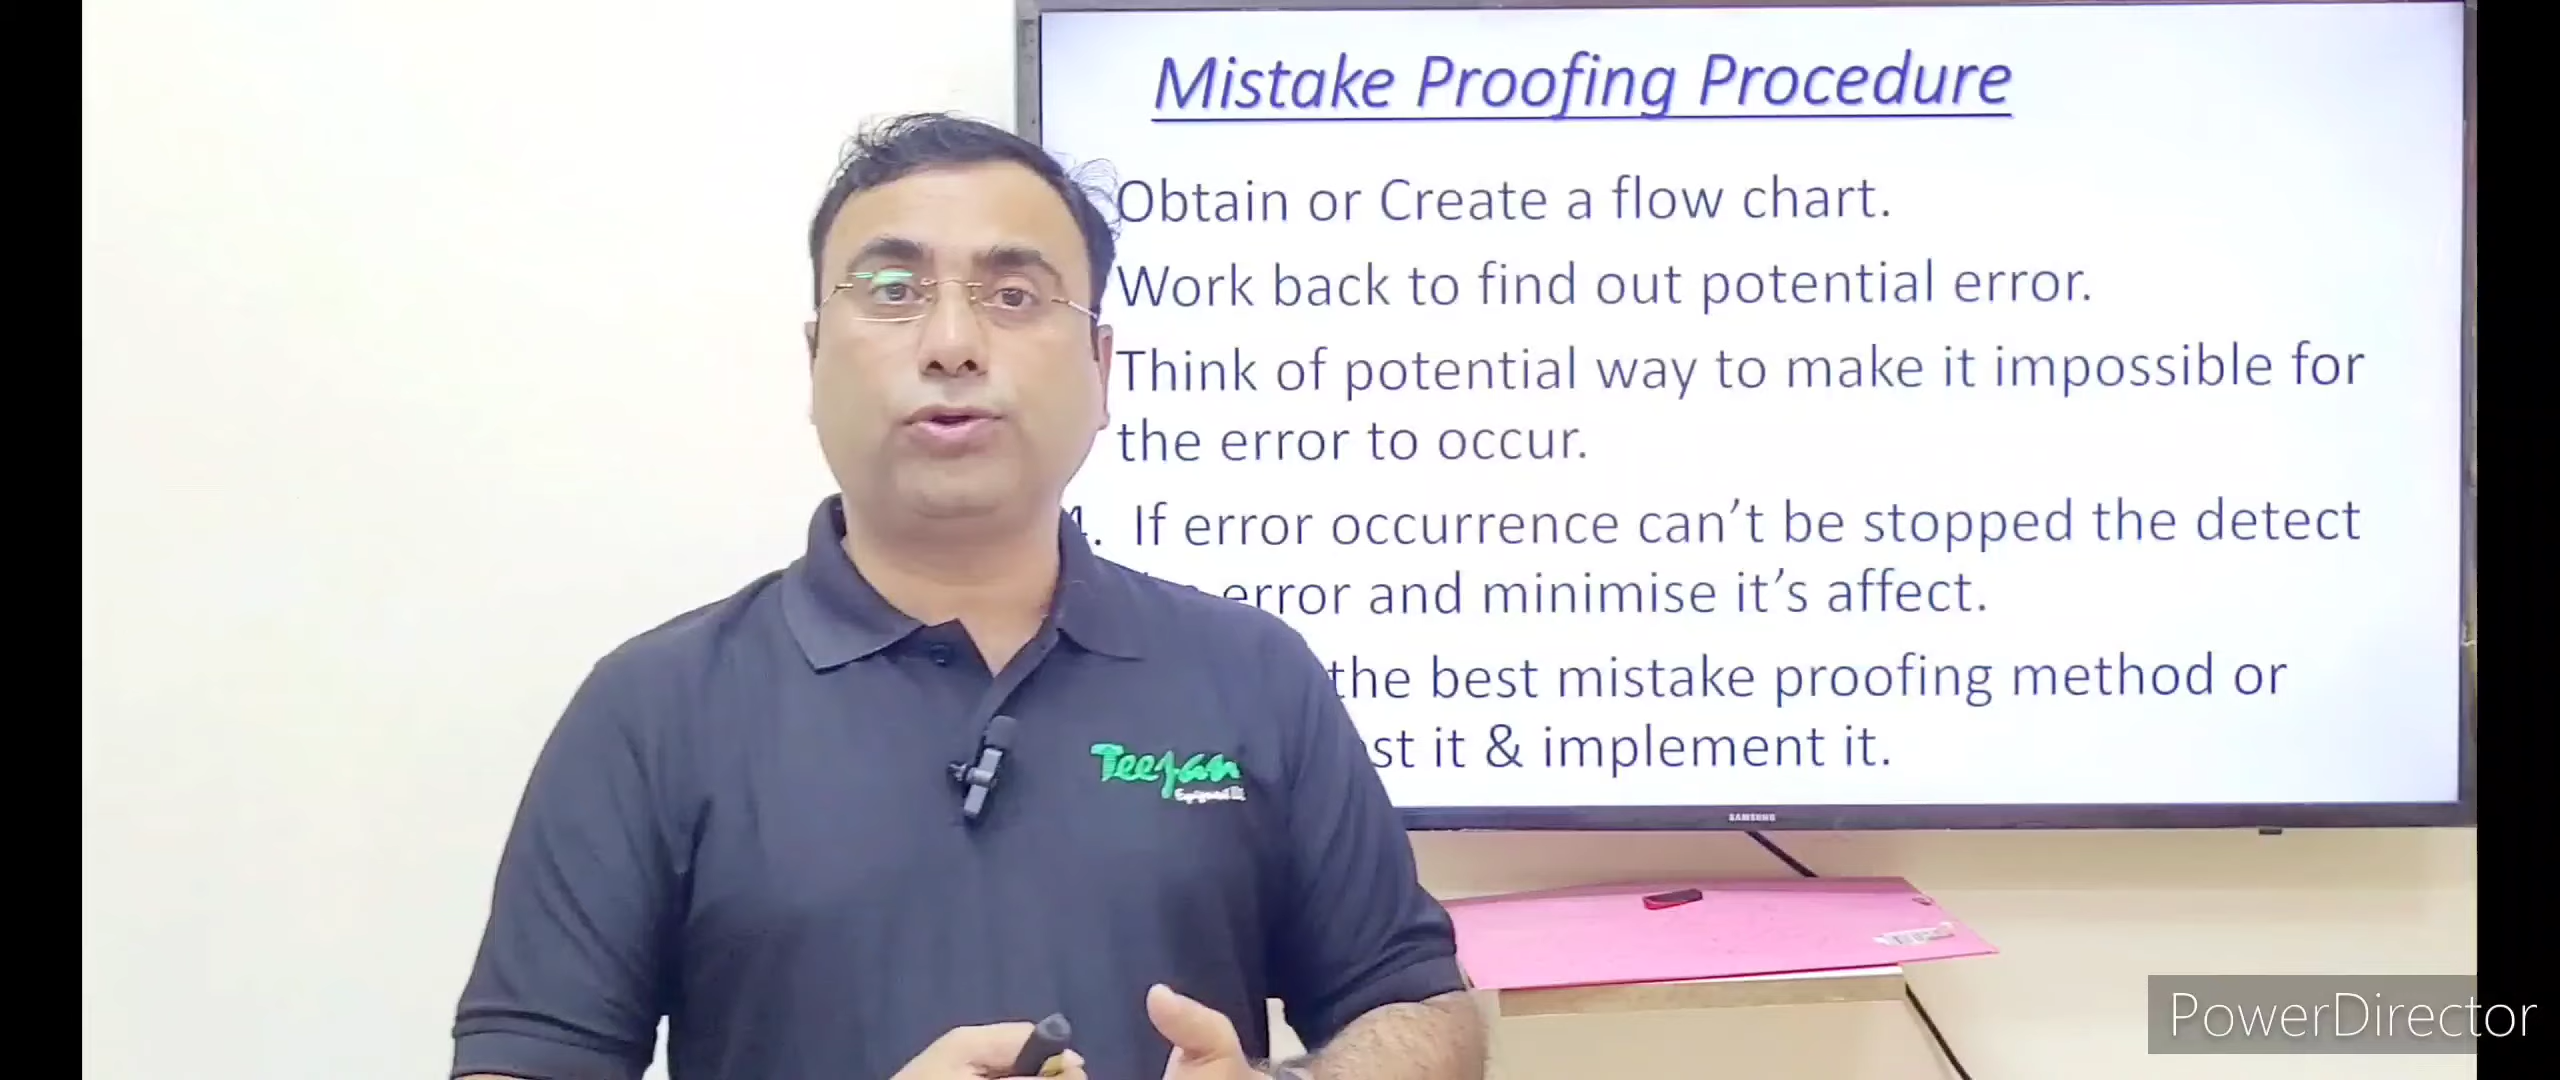 Mistake Proofing Procedure
Obtain or Create a flow chart.
Work back to find out potential error.
Think of potential way to make it impossible for
the error to occur.
4. If error occurrence can't be stopped the detect
error and minimise it's affect.
the best mistake proofing method or
it & implement it.
Teejan
SAMSUNG
PowerDirector